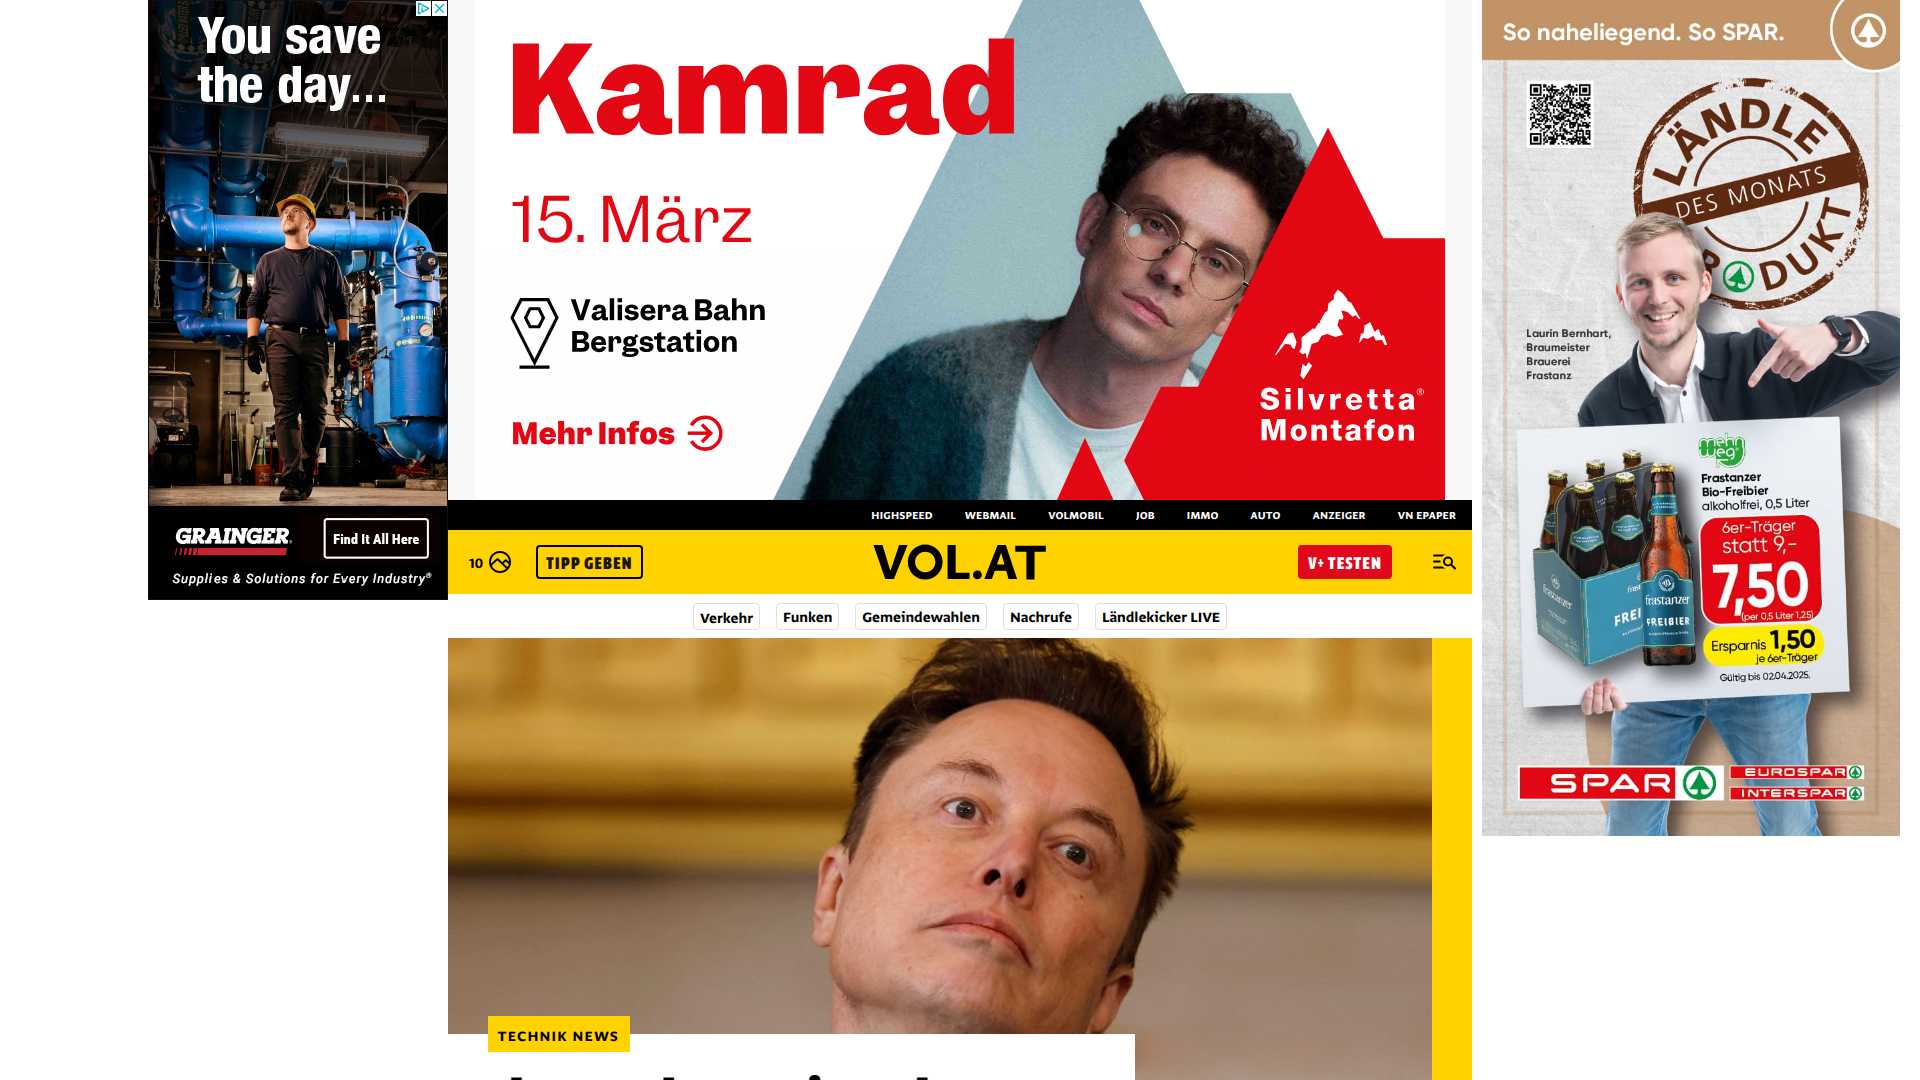 You save
the day...
GRAINGER
Find It All Here
Supplies & Solutions for Every Industry®
Kamrad
15. März
Valisera Bahn
Bergstation
Mehr Infos
Silvretta®
Montafon
So naheliegend. So SPAR.
LÄNDLE
DES MONATS
PRODUKT
Laurin Bernhart,
Braumeister
Brauerei
Frastanz
mehr
weg
Frastanzer
Bio-Freibier
alkoholfrei, 0,5 Liter
6er-Träger
statt 9,-
7,50
(per 0,5 Liter 1,25)
Ersparnis 1,50
je 6er-Träger
Gültig bis 02.04.2025.
frastanzer
FREIBIER
SPAR
EUROSPAR
INTERSPAR
HIGHSPEED WEBMAIL VOLMOBIL JOB IMMO AUTO ANZEIGER VN EPAPER
10 TIPP GEBEN VOL.AT V+ TESTEN
Verkehr Funken Gemeindewahlen Nachrufe Ländlekicker LIVE
TECHNIK NEWS